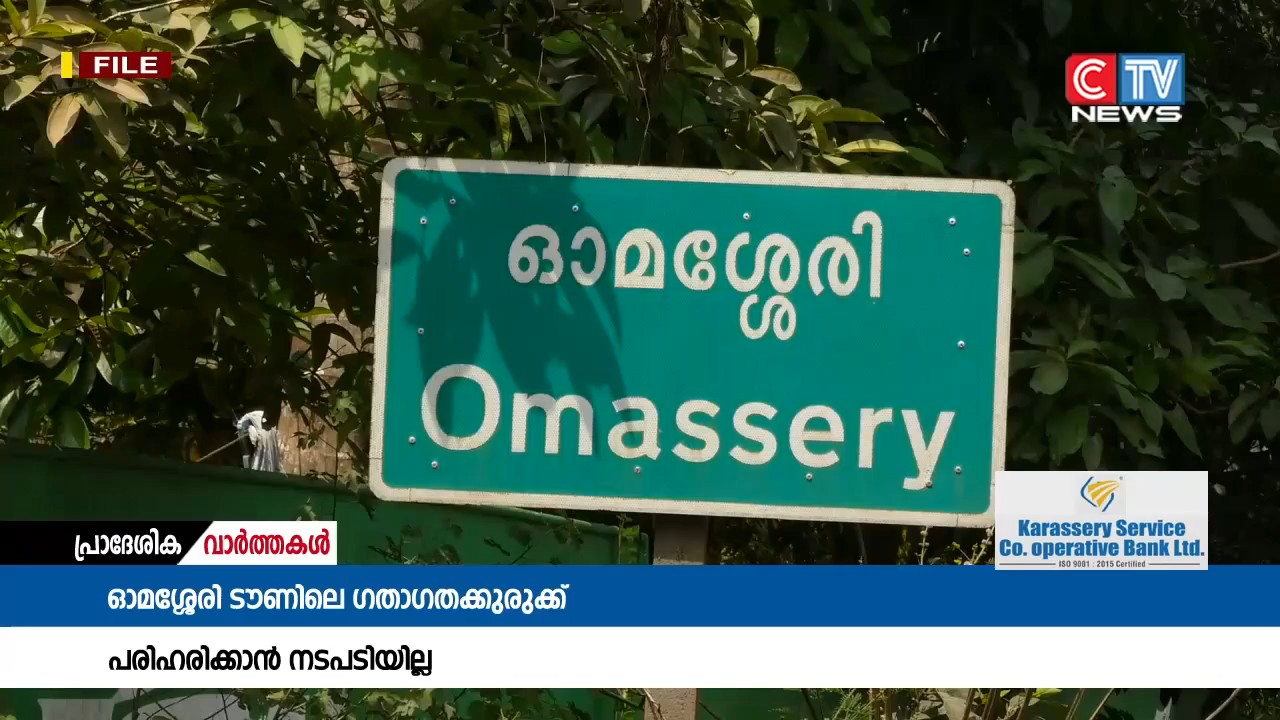 FILE
C TV
NEWS
ഓമശ്ശേരി
Omassery
Karassery Service
Co. operative Bank Ltd.
ISO 9001 : 2015 Certified
പ്രാദേശിക വാർത്തകൾ
ഓമശ്ശേരി ടൗണിലെ ഗതാഗതക്കുരുക്ക്
പരിഹരിക്കാൻ നടപടിയില്ല